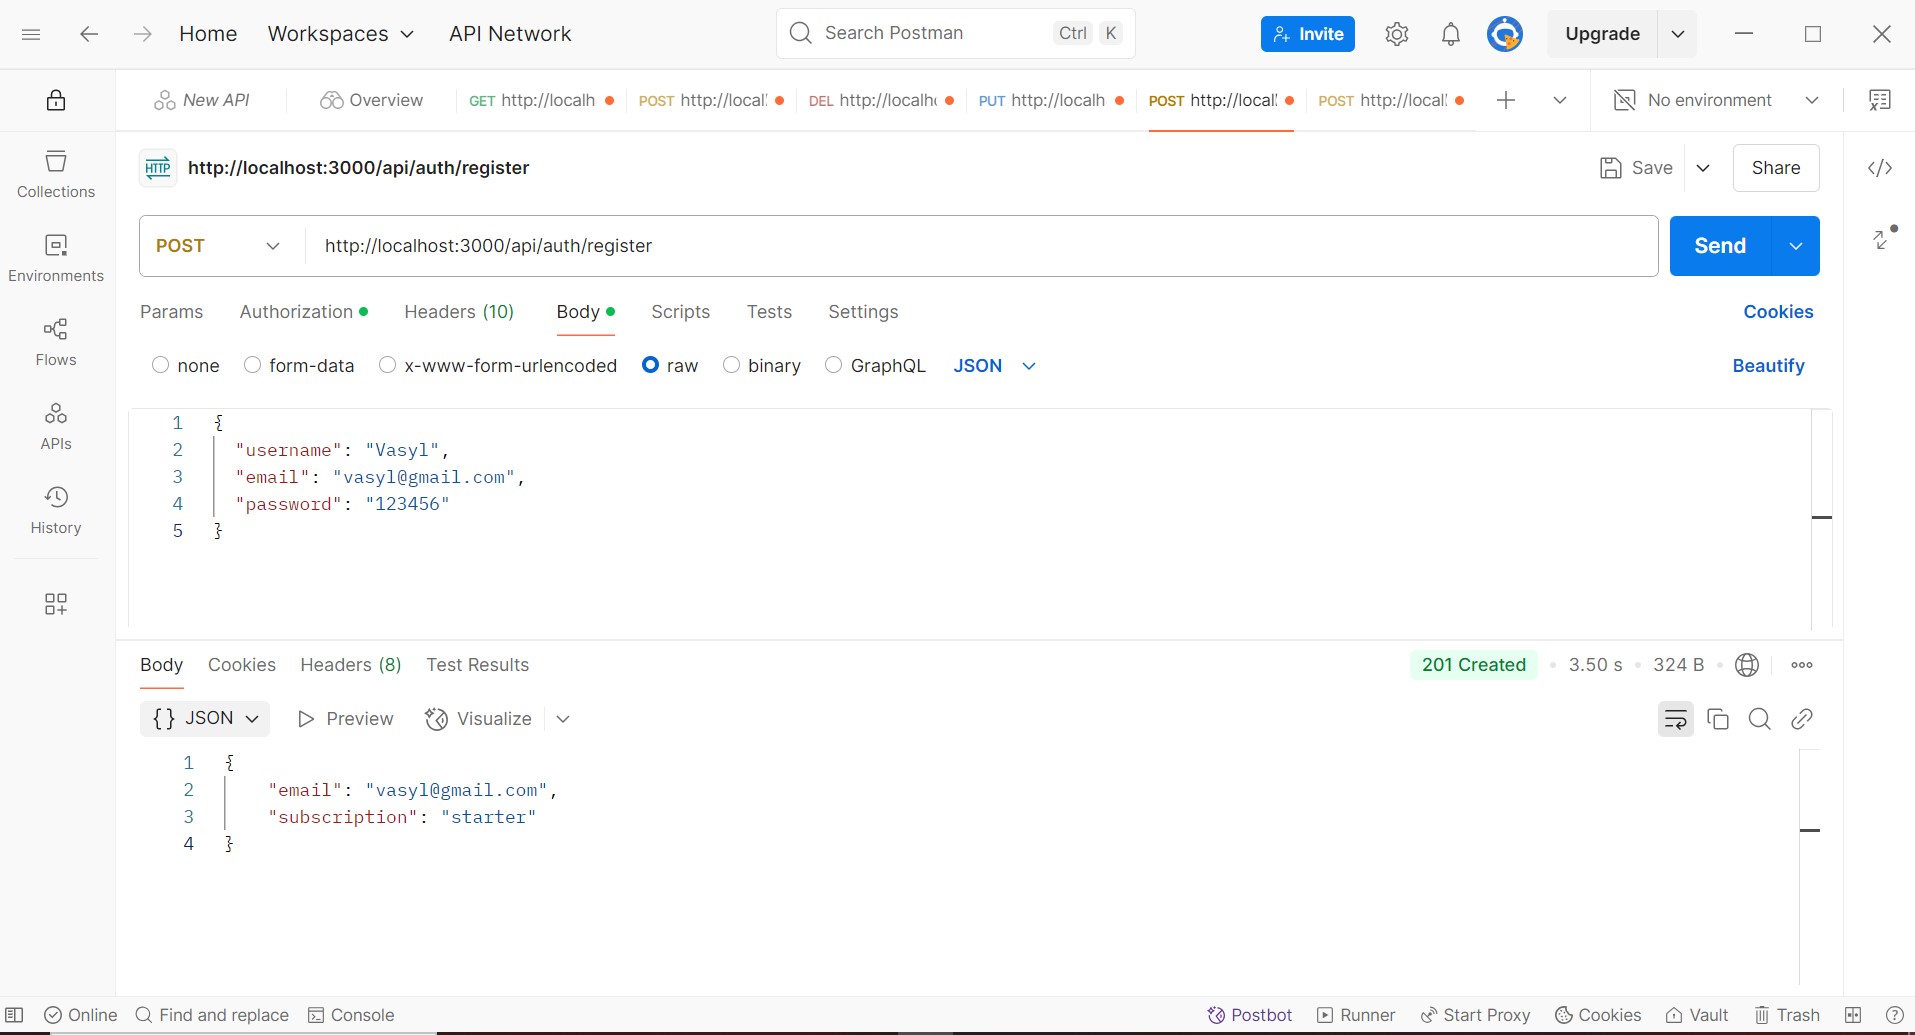 Home Workspaces API Network Search Postman Ctrl K Invite Upgrade
New API Overview GET http://localh POST http://local DEL http://localh PUT http://localh POST http://local POST http://local No environment
HTTP http://localhost:3000/api/auth/register Save Share
POST http://localhost:3000/api/auth/register Send
Params Authorization Headers (10) Body Scripts Tests Settings Cookies
none form-data x-www-form-urlencoded raw binary GraphQL JSON Beautify
Collections
Environments
Flows
APIs
History
1 {
2 "username": "Vasyl",
3 "email": "vasyl@gmail.com",
4 "password": "123456"
5 }
Body Cookies Headers (8) Test Results 201 Created 3.50 s 324 B
{} JSON Preview Visualize
1 {
2 "email": "vasyl@gmail.com",
3 "subscription": "starter"
4 }
Online Find and replace Console Postbot Runner Start Proxy Cookies Vault Trash